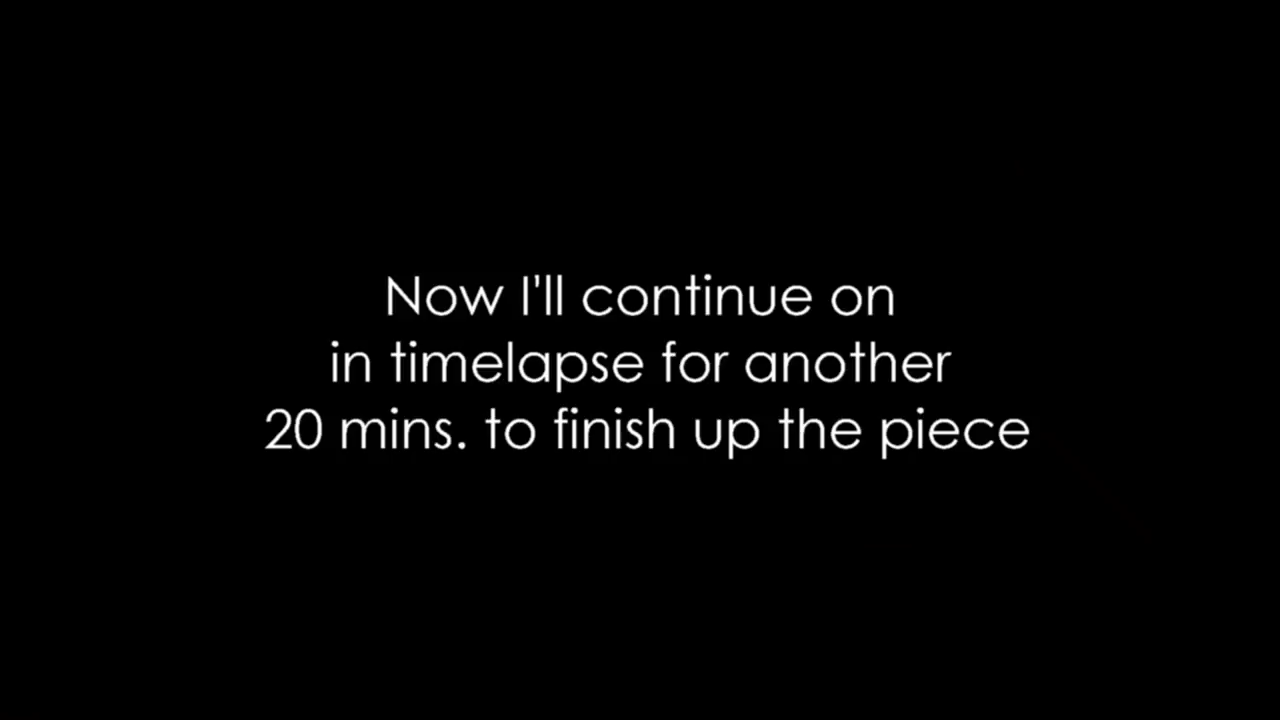 Now I'll continue on
in timelapse for another
20 mins. to finish up the piece